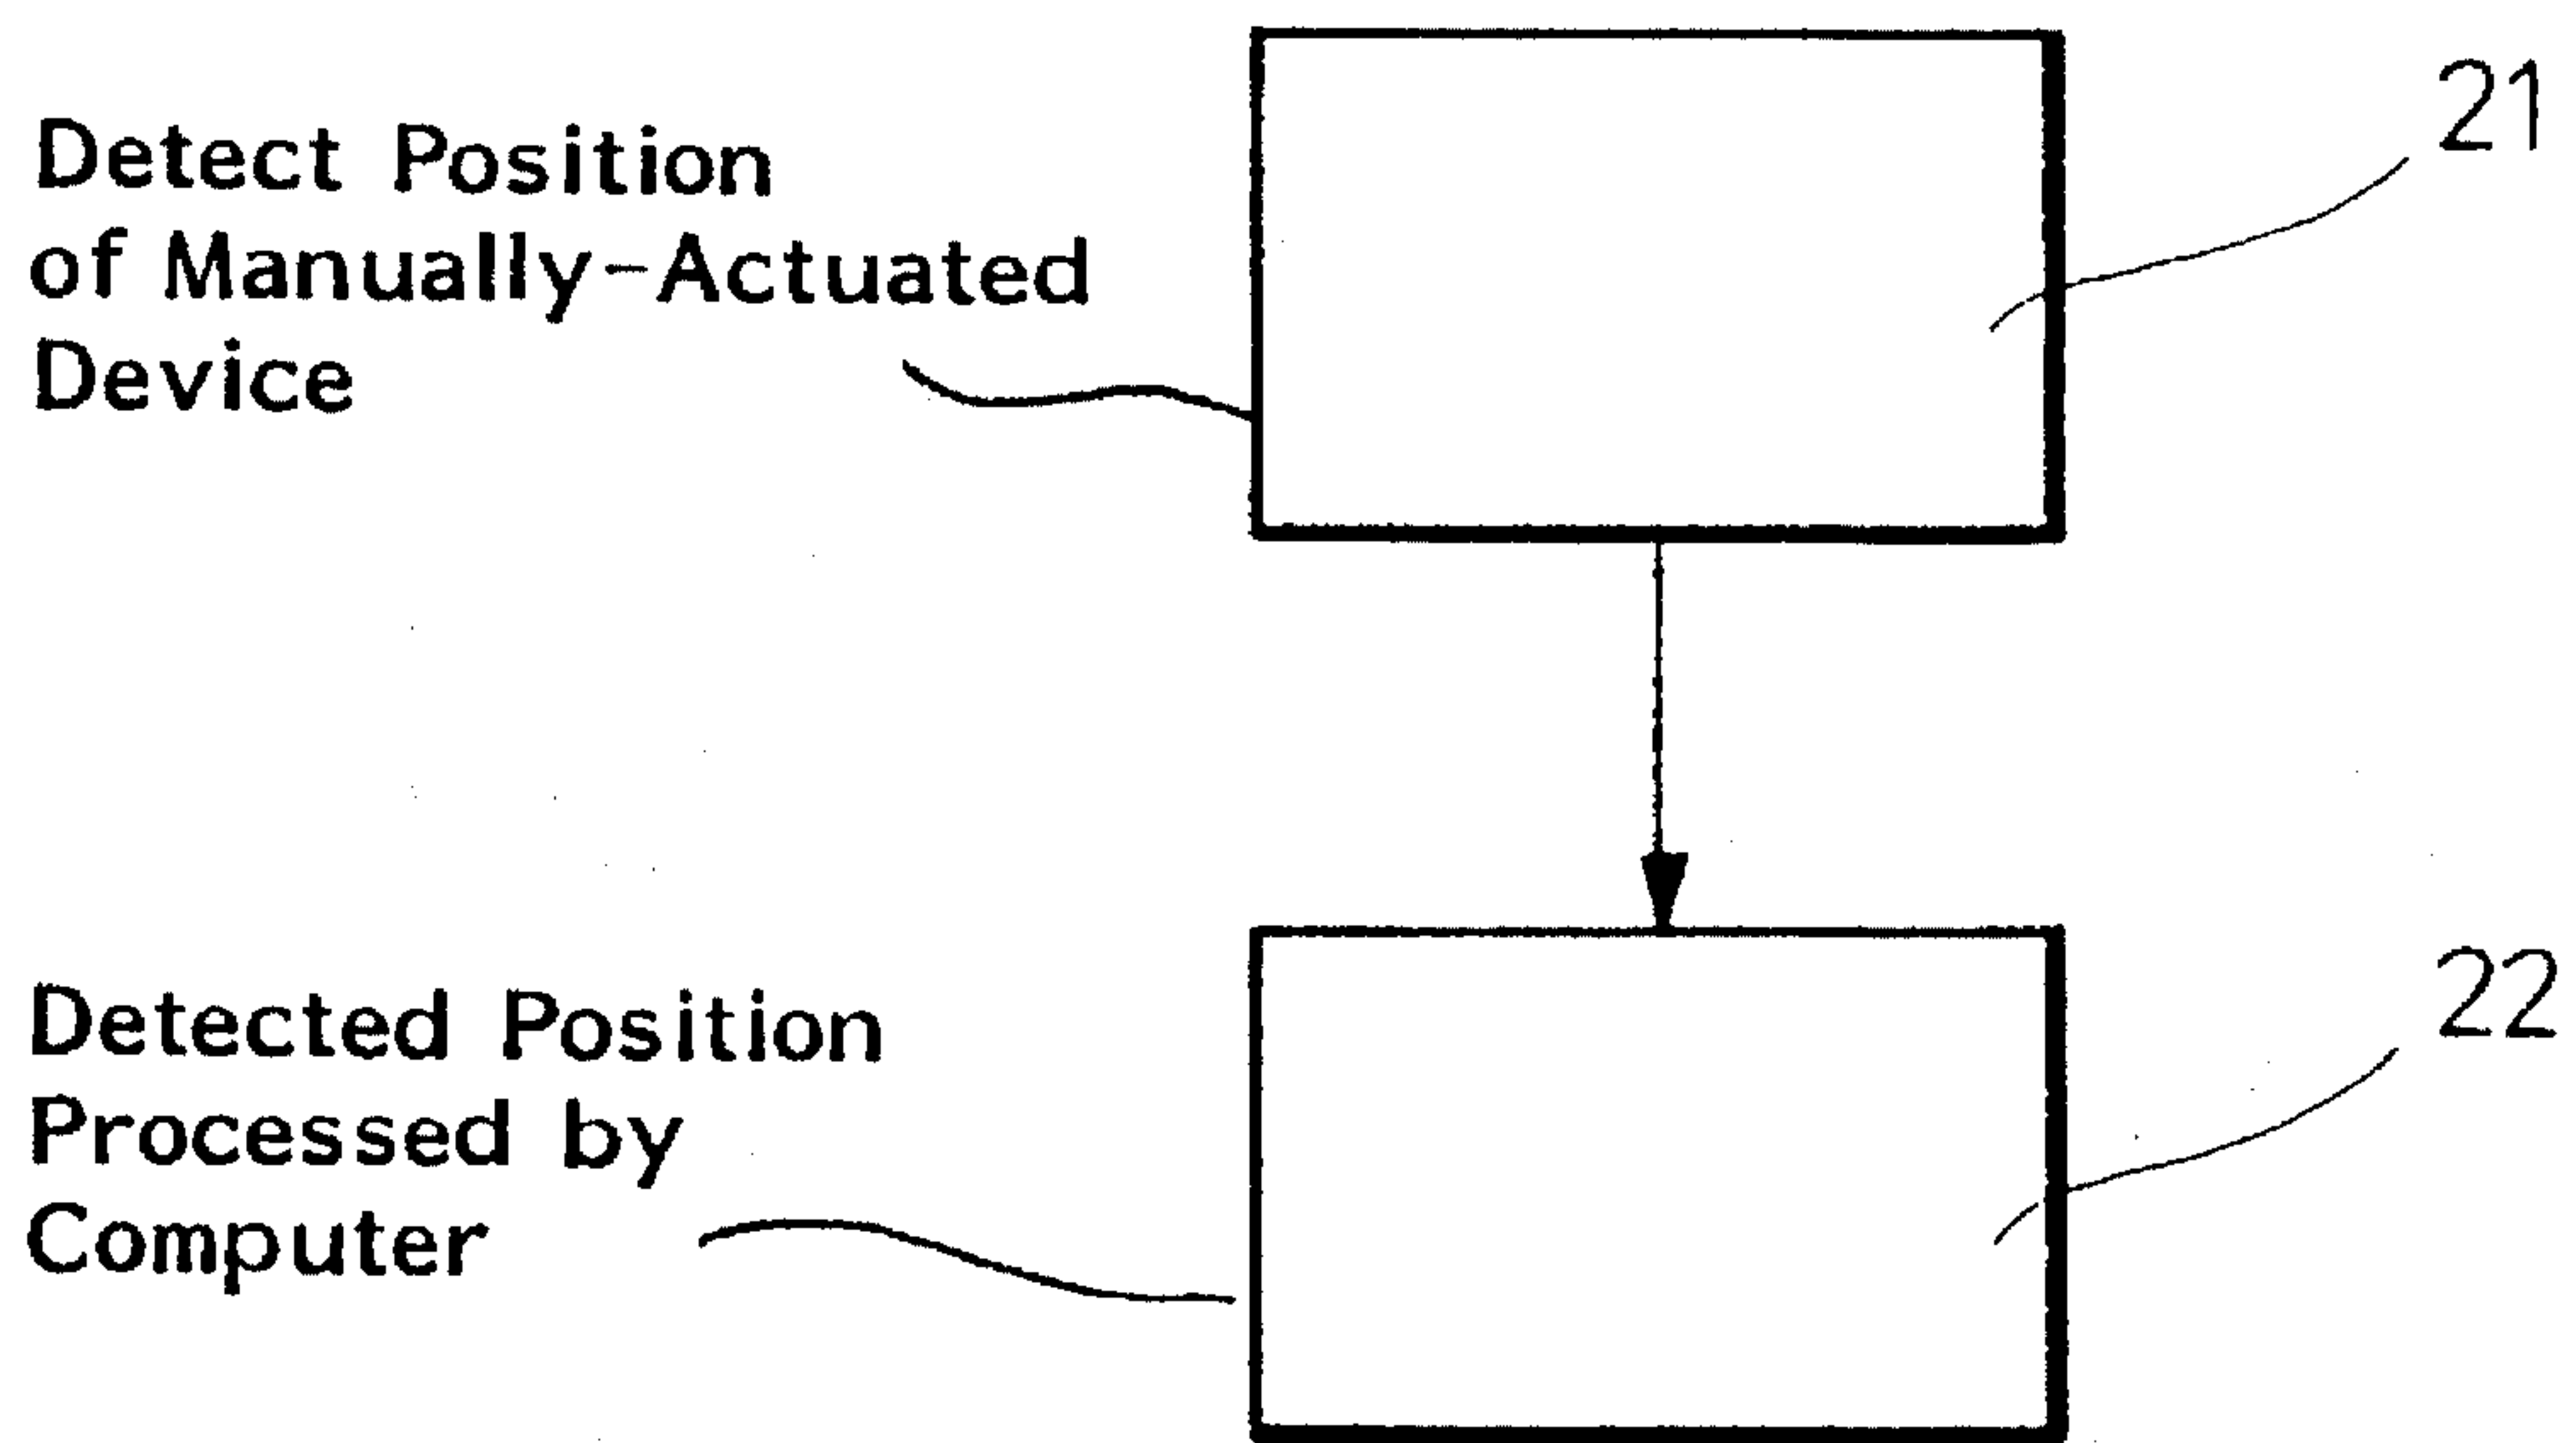 Detect Position
of Manually-Actuated
Device
21
Detected Position
Processed by
Computer
22